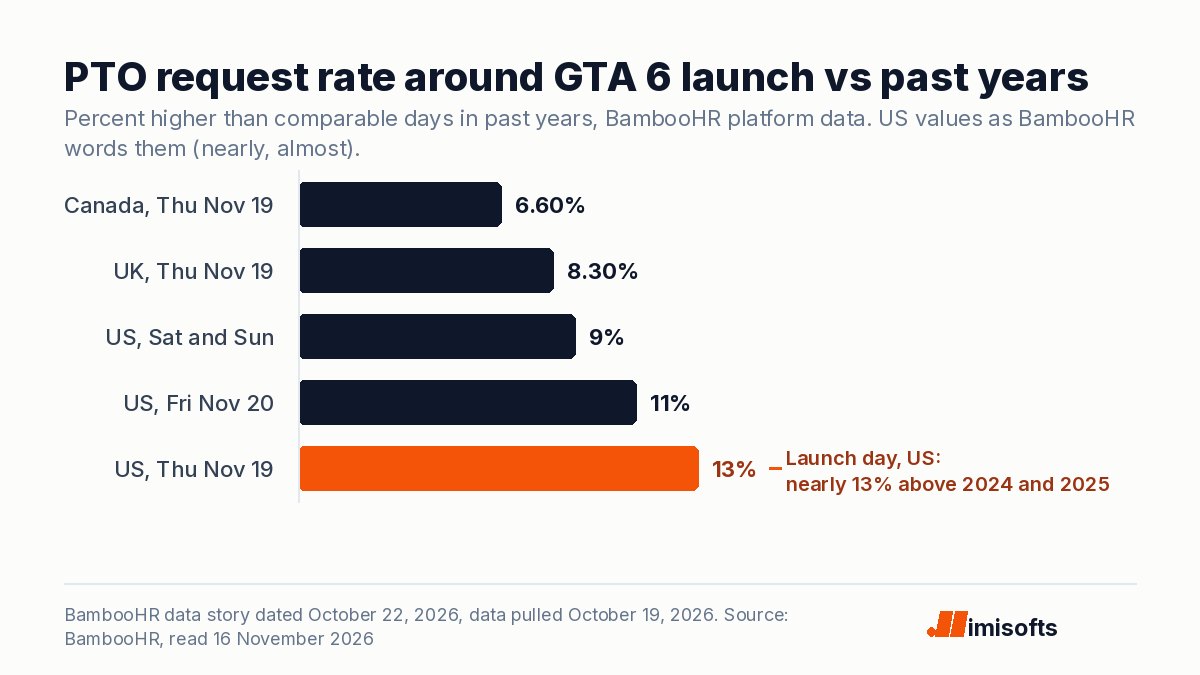 PTO request rate around GTA 6 launch vs past years
Percent higher than comparable days in past years, BambooHR platform data. US values as BambooHR
words them (nearly, almost).
Canada, Thu Nov 19 6.60%
UK, Thu Nov 19 8.30%
US, Sat and Sun 9%
US, Fri Nov 20 11%
US, Thu Nov 19 13%
Launch day, US:
nearly 13% above 2024 and 2025
BambooHR data story dated October 22, 2026, data pulled October 19, 2026. Source:
BambooHR, read 16 November 2026
Jimisofts